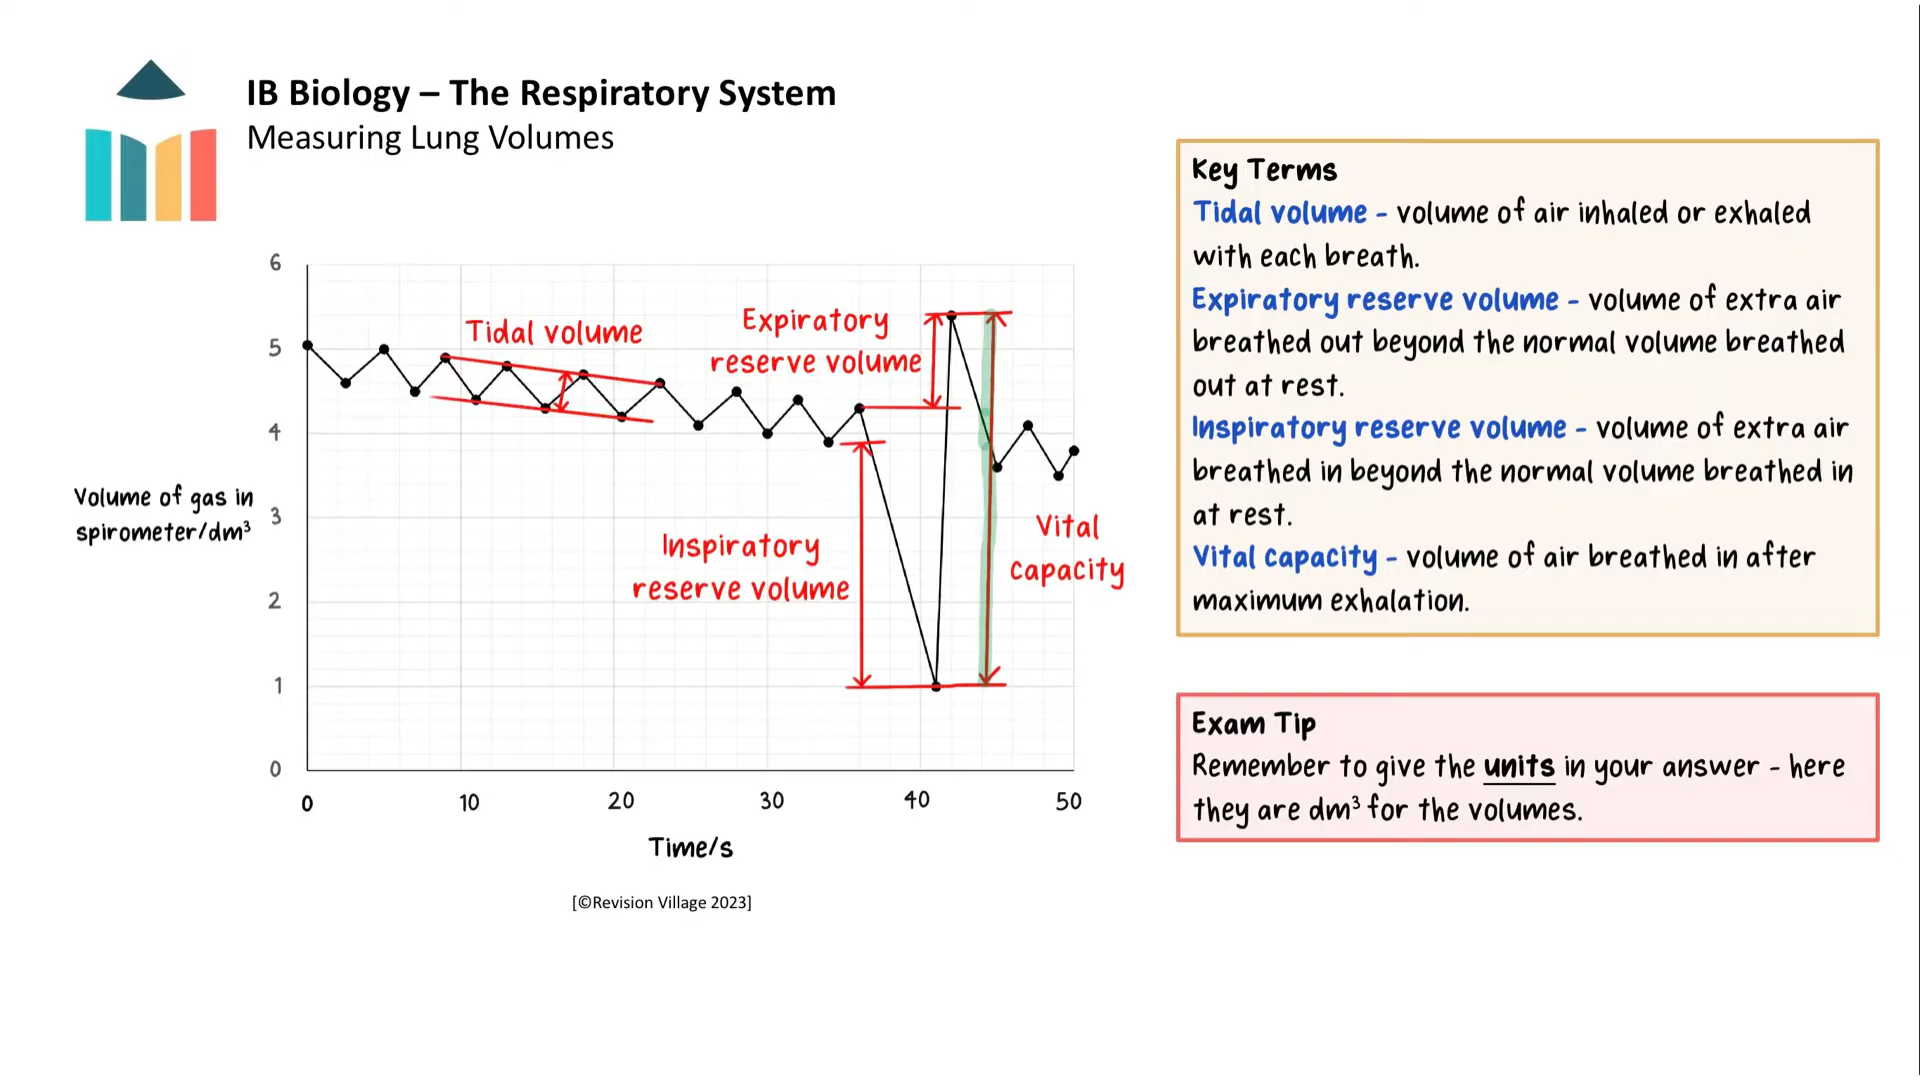 IB Biology – The Respiratory System
Measuring Lung Volumes
Key Terms
Tidal volume - volume of air inhaled or exhaled
with each breath.
Expiratory reserve volume - volume of extra air
breathed out beyond the normal volume breathed
out at rest.
Inspiratory reserve volume - volume of extra air
breathed in beyond the normal volume breathed in
at rest.
Vital capacity - volume of air breathed in after
maximum exhalation.
Exam Tip
Remember to give the units in your answer - here
they are dm³ for the volumes.
Volume of gas in
spirometer/dm³
6
5
4
3
2
1
0
Tidal volume
Expiratory
reserve volume
Inspiratory
reserve volume
Vital
capacity
0 10 20 30 40 50
Time/s
[©Revision Village 2023]